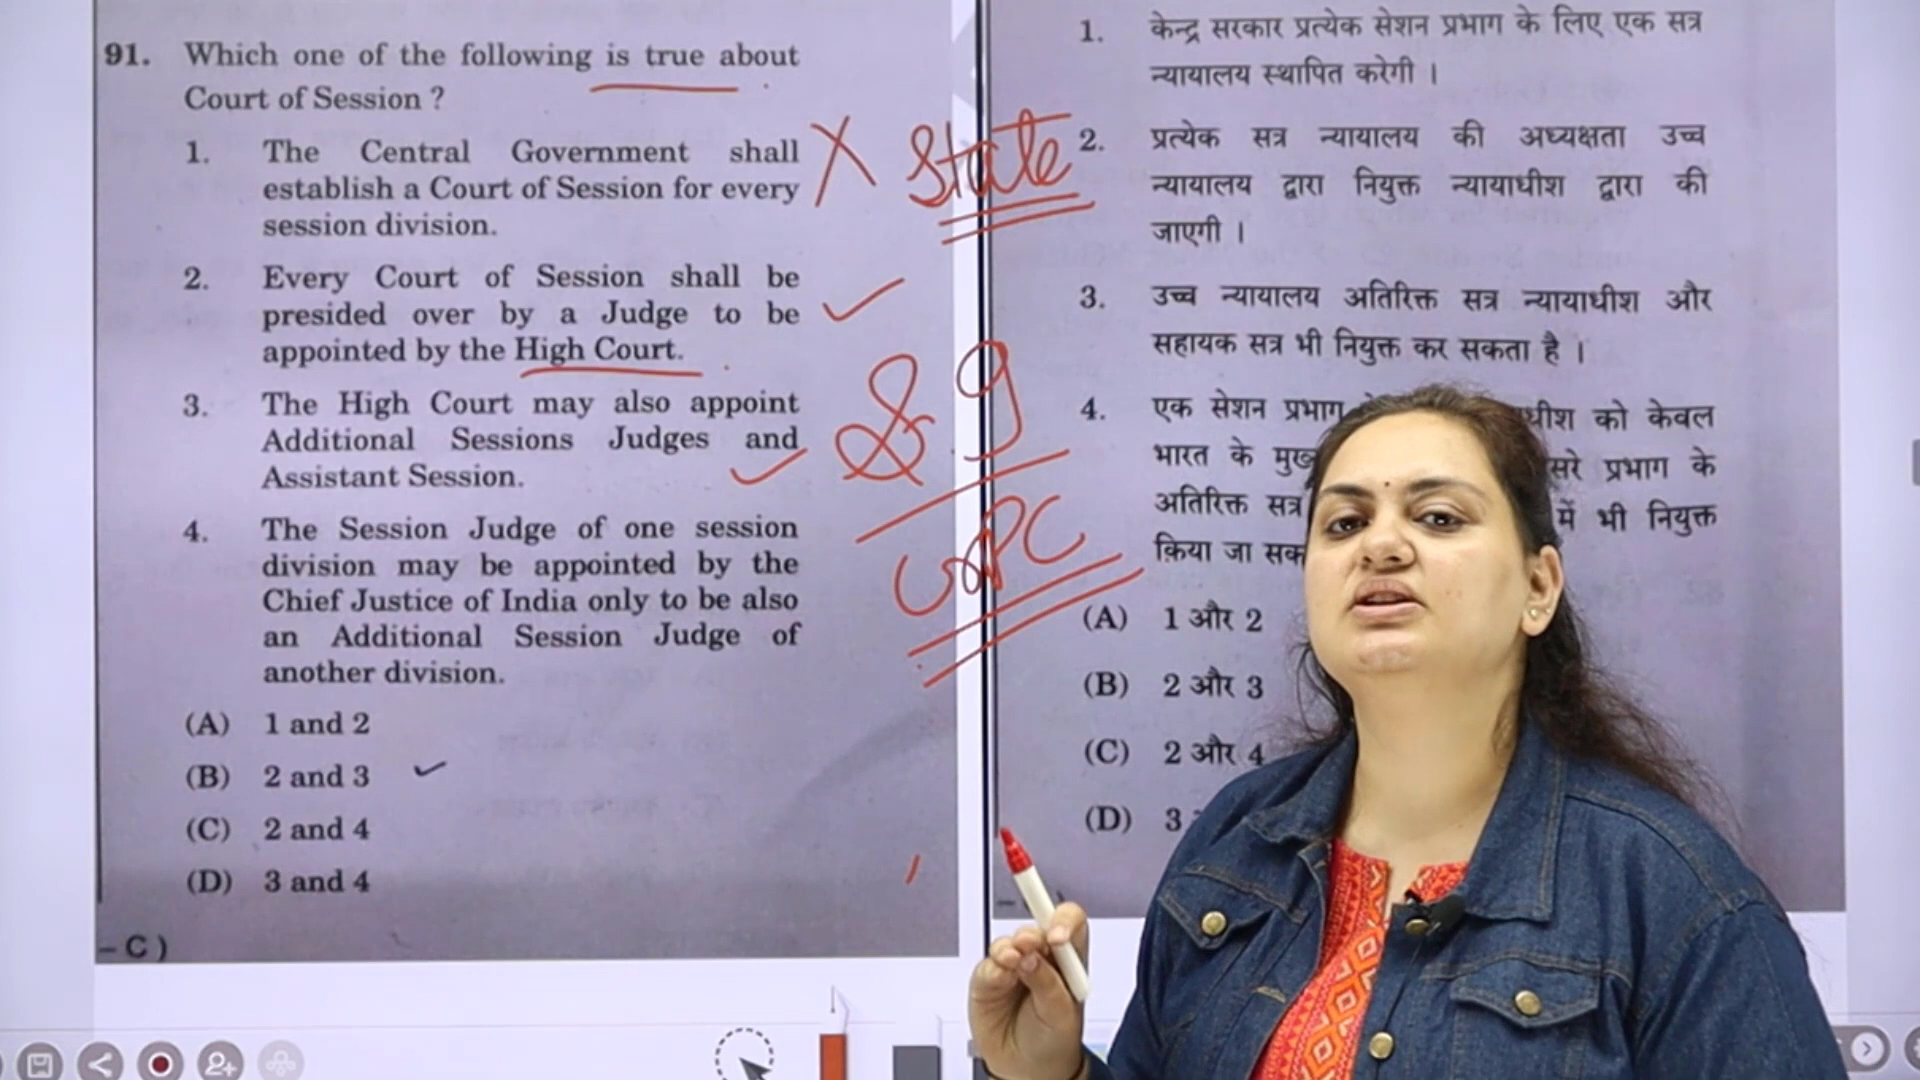 91. Which one of the following is true about
Court of Session ?
1. The Central Government shall
establish a Court of Session for every
session division.
2. Every Court of Session shall be
presided over by a Judge to be
appointed by the High Court.
3. The High Court may also appoint
Additional Sessions Judges and
Assistant Session.
4. The Session Judge of one session
division may be appointed by the
Chief Justice of India only to be also
an Additional Session Judge of
another division.
(A) 1 and 2
(B) 2 and 3
(C) 2 and 4
(D) 3 and 4
– C )
State
9
CrPC
1. केन्द्र सरकार प्रत्येक सेशन प्रभाग के लिए एक सत्र
न्यायालय स्थापित करेगी ।
2. प्रत्येक सत्र न्यायालय की अध्यक्षता उच्च
न्यायालय द्वारा नियुक्त न्यायाधीश द्वारा की
जाएगी ।
3. उच्च न्यायालय अतिरिक्त सत्र न्यायाधीश और
सहायक सत्र भी नियुक्त कर सकता है ।
4. एक सेशन प्रभाग को केवल
भारत के प्रभाग के
अतिरिक्त सत्र में भी नियुक्त
क़िया जा
(A) 1 और 2
(B) 2 और 3
(C) 2 और 4
(D) 3